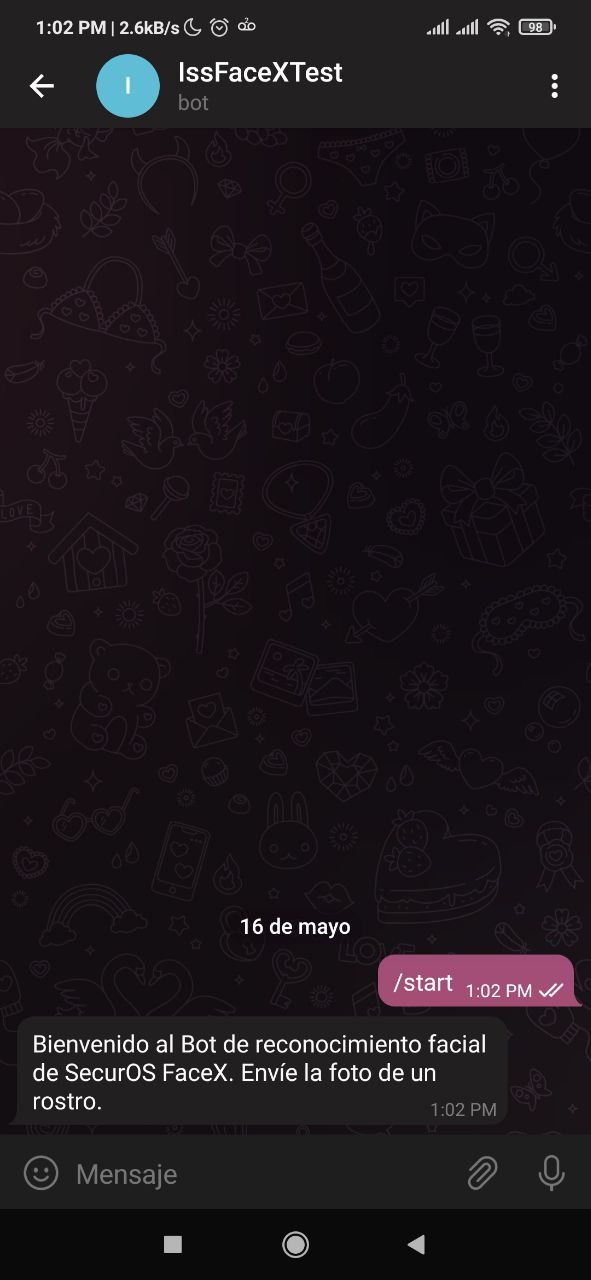 1:02 PM | 2.6kB/s
98
I
IssFaceXTest
bot
LOVE
16 de mayo
/start 1:02 PM
Bienvenido al Bot de reconocimiento facial
de SecurOS FaceX. Envíe la foto de un
rostro.
1:02 PM
Mensaje